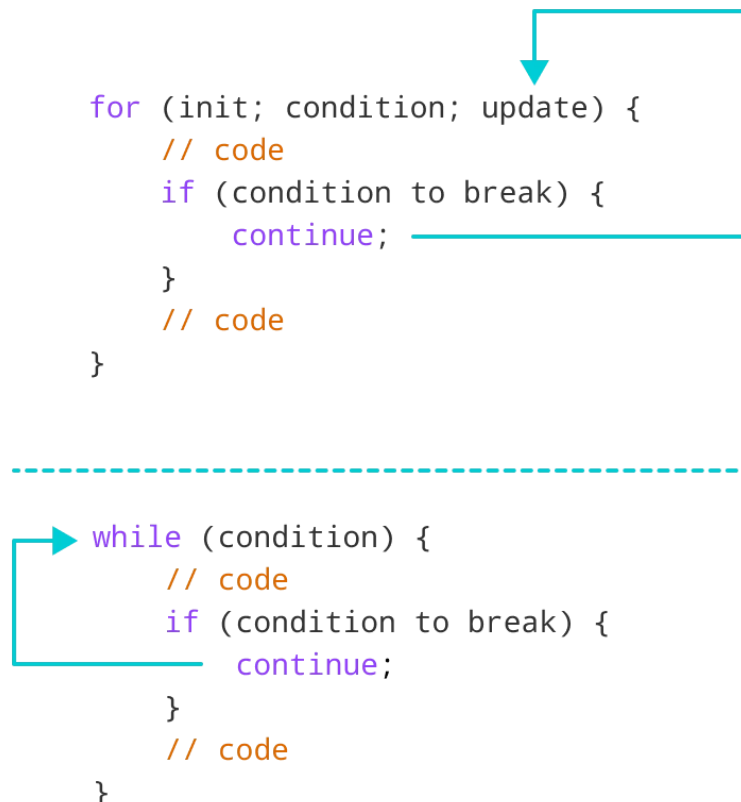 for (init; condition; update) {
    // code
    if (condition to break) {
        continue;
    }
    // code
}
while (condition) {
    // code
    if (condition to break) {
        continue;
    }
    // code
}